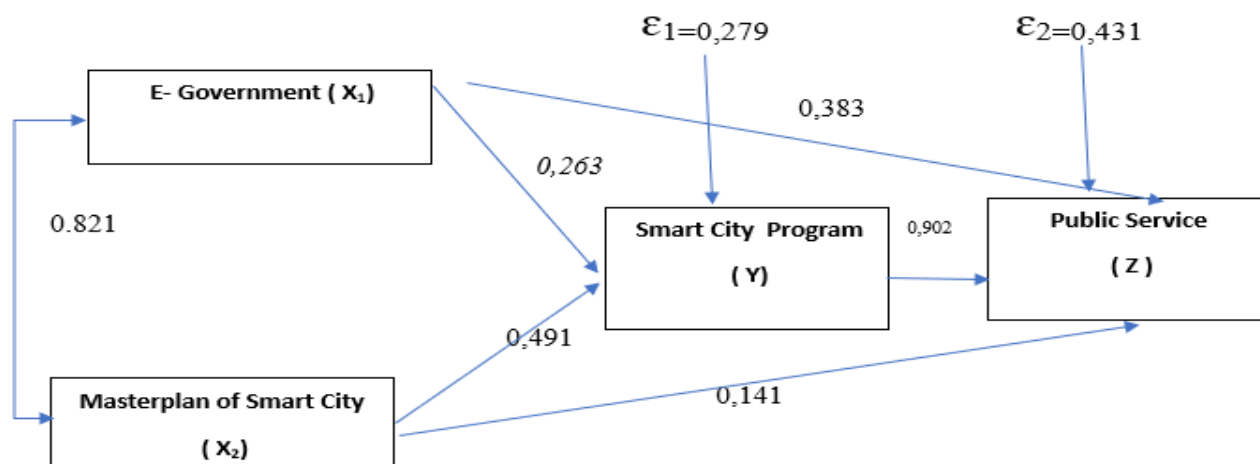 ε1=0,279
ε2=0,431
E- Government ( X₁)
0,383
0,263
0.821
Smart City Program
( Y)
0,902
Public Service
( Z )
0,491
Masterplan of Smart City
( X₂)
0,141